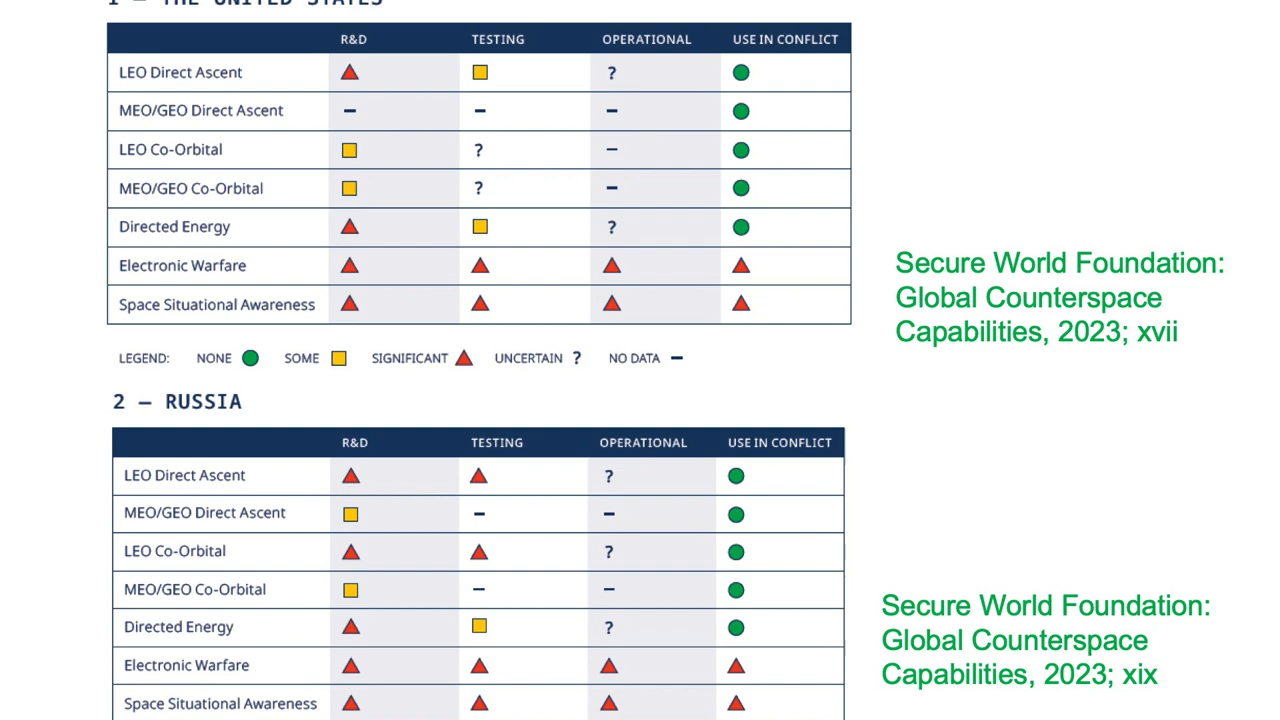 1 — THE UNITED STATES
R&D TESTING OPERATIONAL USE IN CONFLICT
LEO Direct Ascent ?
MEO/GEO Direct Ascent – – –
LEO Co-Orbital ? –
MEO/GEO Co-Orbital ? –
Directed Energy ?
Electronic Warfare
Space Situational Awareness
LEGEND: NONE SOME SIGNIFICANT UNCERTAIN ? NO DATA –
Secure World Foundation:
Global Counterspace
Capabilities, 2023; xvii
2 — RUSSIA
R&D TESTING OPERATIONAL USE IN CONFLICT
LEO Direct Ascent ?
MEO/GEO Direct Ascent – –
LEO Co-Orbital ?
MEO/GEO Co-Orbital – –
Directed Energy ?
Electronic Warfare
Space Situational Awareness
Secure World Foundation:
Global Counterspace
Capabilities, 2023; xix